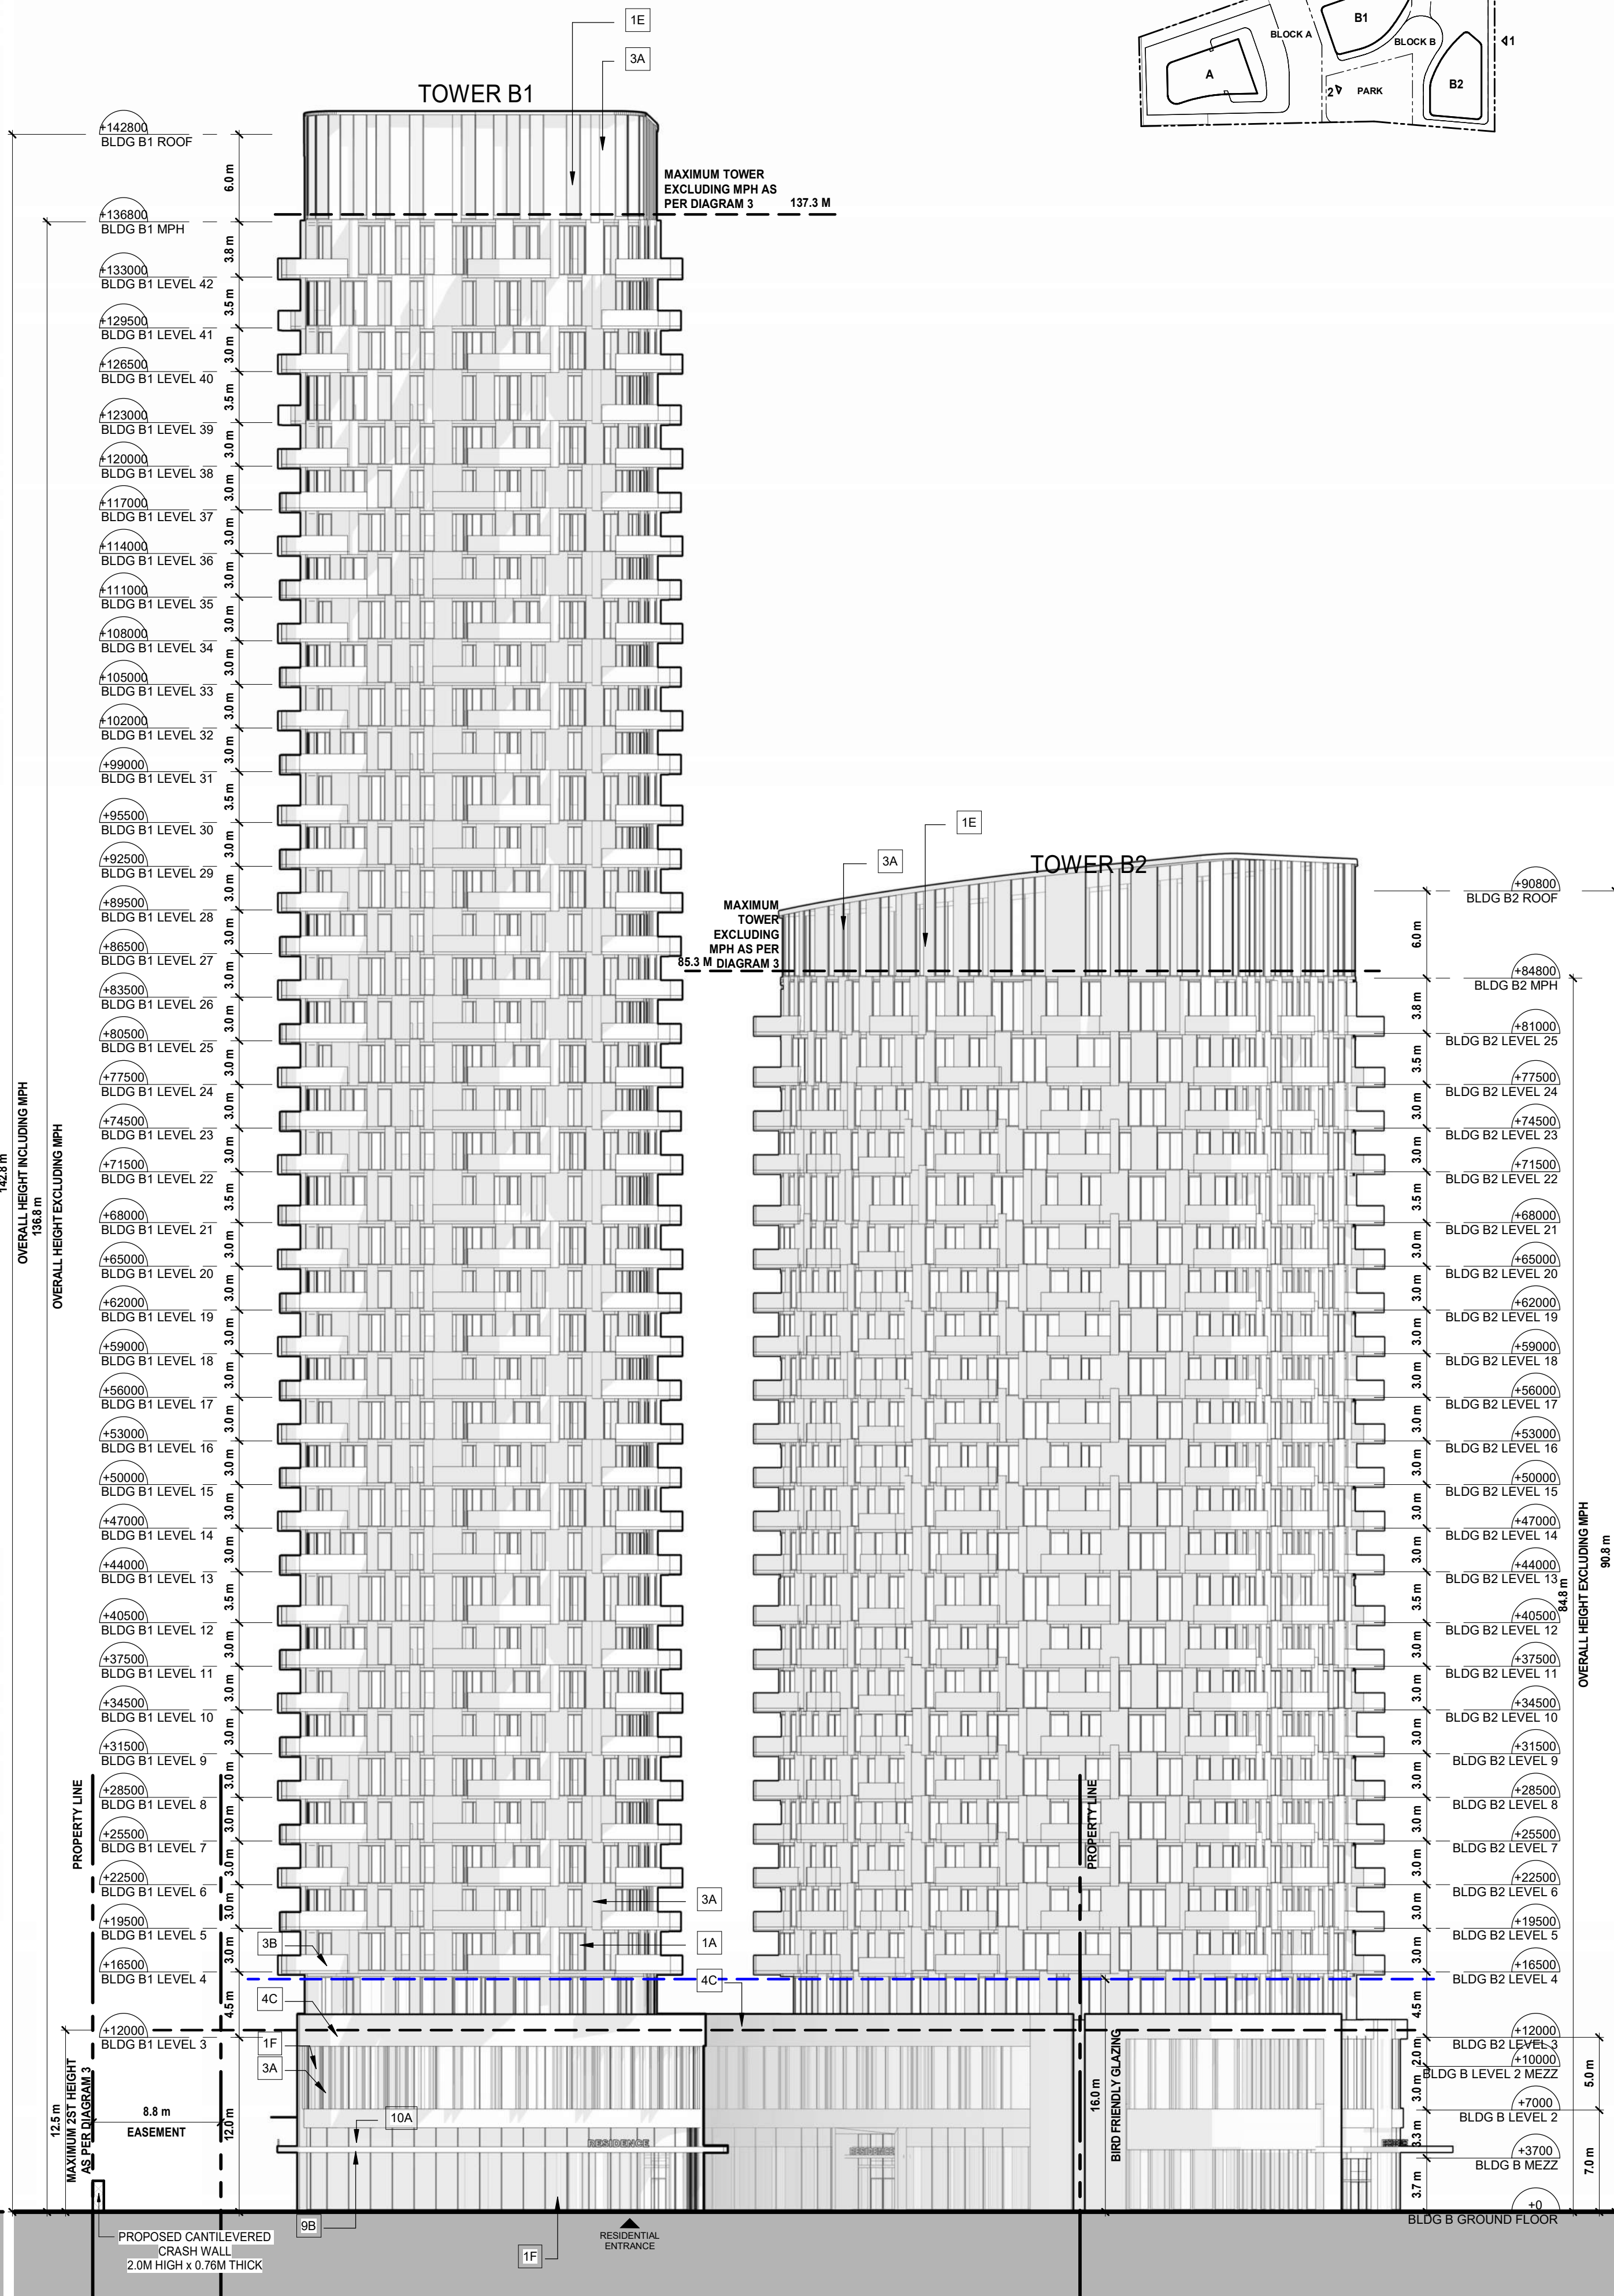 1E
3A
TOWER B1
BLOCK A
B1
BLOCK B
1
A
B2
2
PARK
+142800
BLDG B1 ROOF
6.0 m
MAXIMUM TOWER
EXCLUDING MPH AS
PER DIAGRAM 3
137.3 M
+136800
BLDG B1 MPH
3.8 m
+133000
BLDG B1 LEVEL 42
3.5 m
+129500
BLDG B1 LEVEL 41
3.0 m
+126500
BLDG B1 LEVEL 40
3.5 m
+123000
BLDG B1 LEVEL 39
3.0 m
+120000
BLDG B1 LEVEL 38
3.0 m
+117000
BLDG B1 LEVEL 37
3.0 m
+114000
BLDG B1 LEVEL 36
3.0 m
+111000
BLDG B1 LEVEL 35
3.0 m
+108000
BLDG B1 LEVEL 34
3.0 m
+105000
BLDG B1 LEVEL 33
3.0 m
+102000
BLDG B1 LEVEL 32
3.0 m
+99000
BLDG B1 LEVEL 31
3.5 m
+95500
BLDG B1 LEVEL 30
3.0 m
+92500
BLDG B1 LEVEL 29
3.0 m
+89500
BLDG B1 LEVEL 28
3.0 m
+86500
BLDG B1 LEVEL 27
3.0 m
+83500
BLDG B1 LEVEL 26
3.0 m
+80500
BLDG B1 LEVEL 25
3.0 m
+77500
BLDG B1 LEVEL 24
3.0 m
+74500
BLDG B1 LEVEL 23
3.0 m
+71500
BLDG B1 LEVEL 22
3.5 m
+68000
BLDG B1 LEVEL 21
3.0 m
+65000
BLDG B1 LEVEL 20
3.0 m
+62000
BLDG B1 LEVEL 19
3.0 m
+59000
BLDG B1 LEVEL 18
3.0 m
+56000
BLDG B1 LEVEL 17
3.0 m
+53000
BLDG B1 LEVEL 16
3.0 m
+50000
BLDG B1 LEVEL 15
3.0 m
+47000
BLDG B1 LEVEL 14
3.0 m
+44000
BLDG B1 LEVEL 13
3.5 m
+40500
BLDG B1 LEVEL 12
3.0 m
+37500
BLDG B1 LEVEL 11
3.0 m
+34500
BLDG B1 LEVEL 10
3.0 m
+31500
BLDG B1 LEVEL 9
3.0 m
+28500
BLDG B1 LEVEL 8
3.0 m
+25500
BLDG B1 LEVEL 7
3.0 m
+22500
BLDG B1 LEVEL 6
3.0 m
+19500
BLDG B1 LEVEL 5
3.0 m
+16500
BLDG B1 LEVEL 4
4.5 m
+12000
BLDG B1 LEVEL 3
12.0 m
142.8 m
OVERALL HEIGHT INCLUDING MPH
136.8 m
OVERALL HEIGHT EXCLUDING MPH
PROPERTY LINE
12.5 m
MAXIMUM 2ST HEIGHT
AS PER DIAGRAM 3
8.8 m
EASEMENT
3B
4C
1F
3A
10A
9B
1F
3A
1A
4C
RESIDENCE
RESIDENCE
RESIDENTIAL
ENTRANCE
PROPOSED CANTILEVERED
CRASH WALL
2.0M HIGH x 0.76M THICK
1E
3A
TOWER B2
MAXIMUM
TOWER
EXCLUDING
MPH AS PER
DIAGRAM 3
85.3 M
PROPERTY LINE
16.0 m
BIRD FRIENDLY GLAZING
+90800
BLDG B2 ROOF
6.0 m
+84800
BLDG B2 MPH
3.8 m
+81000
BLDG B2 LEVEL 25
3.5 m
+77500
BLDG B2 LEVEL 24
3.0 m
+74500
BLDG B2 LEVEL 23
3.0 m
+71500
BLDG B2 LEVEL 22
3.5 m
+68000
BLDG B2 LEVEL 21
3.0 m
+65000
BLDG B2 LEVEL 20
3.0 m
+62000
BLDG B2 LEVEL 19
3.0 m
+59000
BLDG B2 LEVEL 18
3.0 m
+56000
BLDG B2 LEVEL 17
3.0 m
+53000
BLDG B2 LEVEL 16
3.0 m
+50000
BLDG B2 LEVEL 15
3.0 m
+47000
BLDG B2 LEVEL 14
3.0 m
+44000
BLDG B2 LEVEL 13
3.5 m
+40500
BLDG B2 LEVEL 12
3.0 m
+37500
BLDG B2 LEVEL 11
3.0 m
+34500
BLDG B2 LEVEL 10
3.0 m
+31500
BLDG B2 LEVEL 9
3.0 m
+28500
BLDG B2 LEVEL 8
3.0 m
+25500
BLDG B2 LEVEL 7
3.0 m
+22500
BLDG B2 LEVEL 6
3.0 m
+19500
BLDG B2 LEVEL 5
3.0 m
+16500
BLDG B2 LEVEL 4
4.5 m
+12000
BLDG B2 LEVEL 3
2.0 m
+10000
BLDG B LEVEL 2 MEZZ
3.0 m
+7000
BLDG B LEVEL 2
3.3 m
+3700
BLDG B MEZZ
3.7 m
+0
BLDG B GROUND FLOOR
5.0 m
7.0 m
84.8 m
OVERALL HEIGHT EXCLUDING MPH
90.8 m